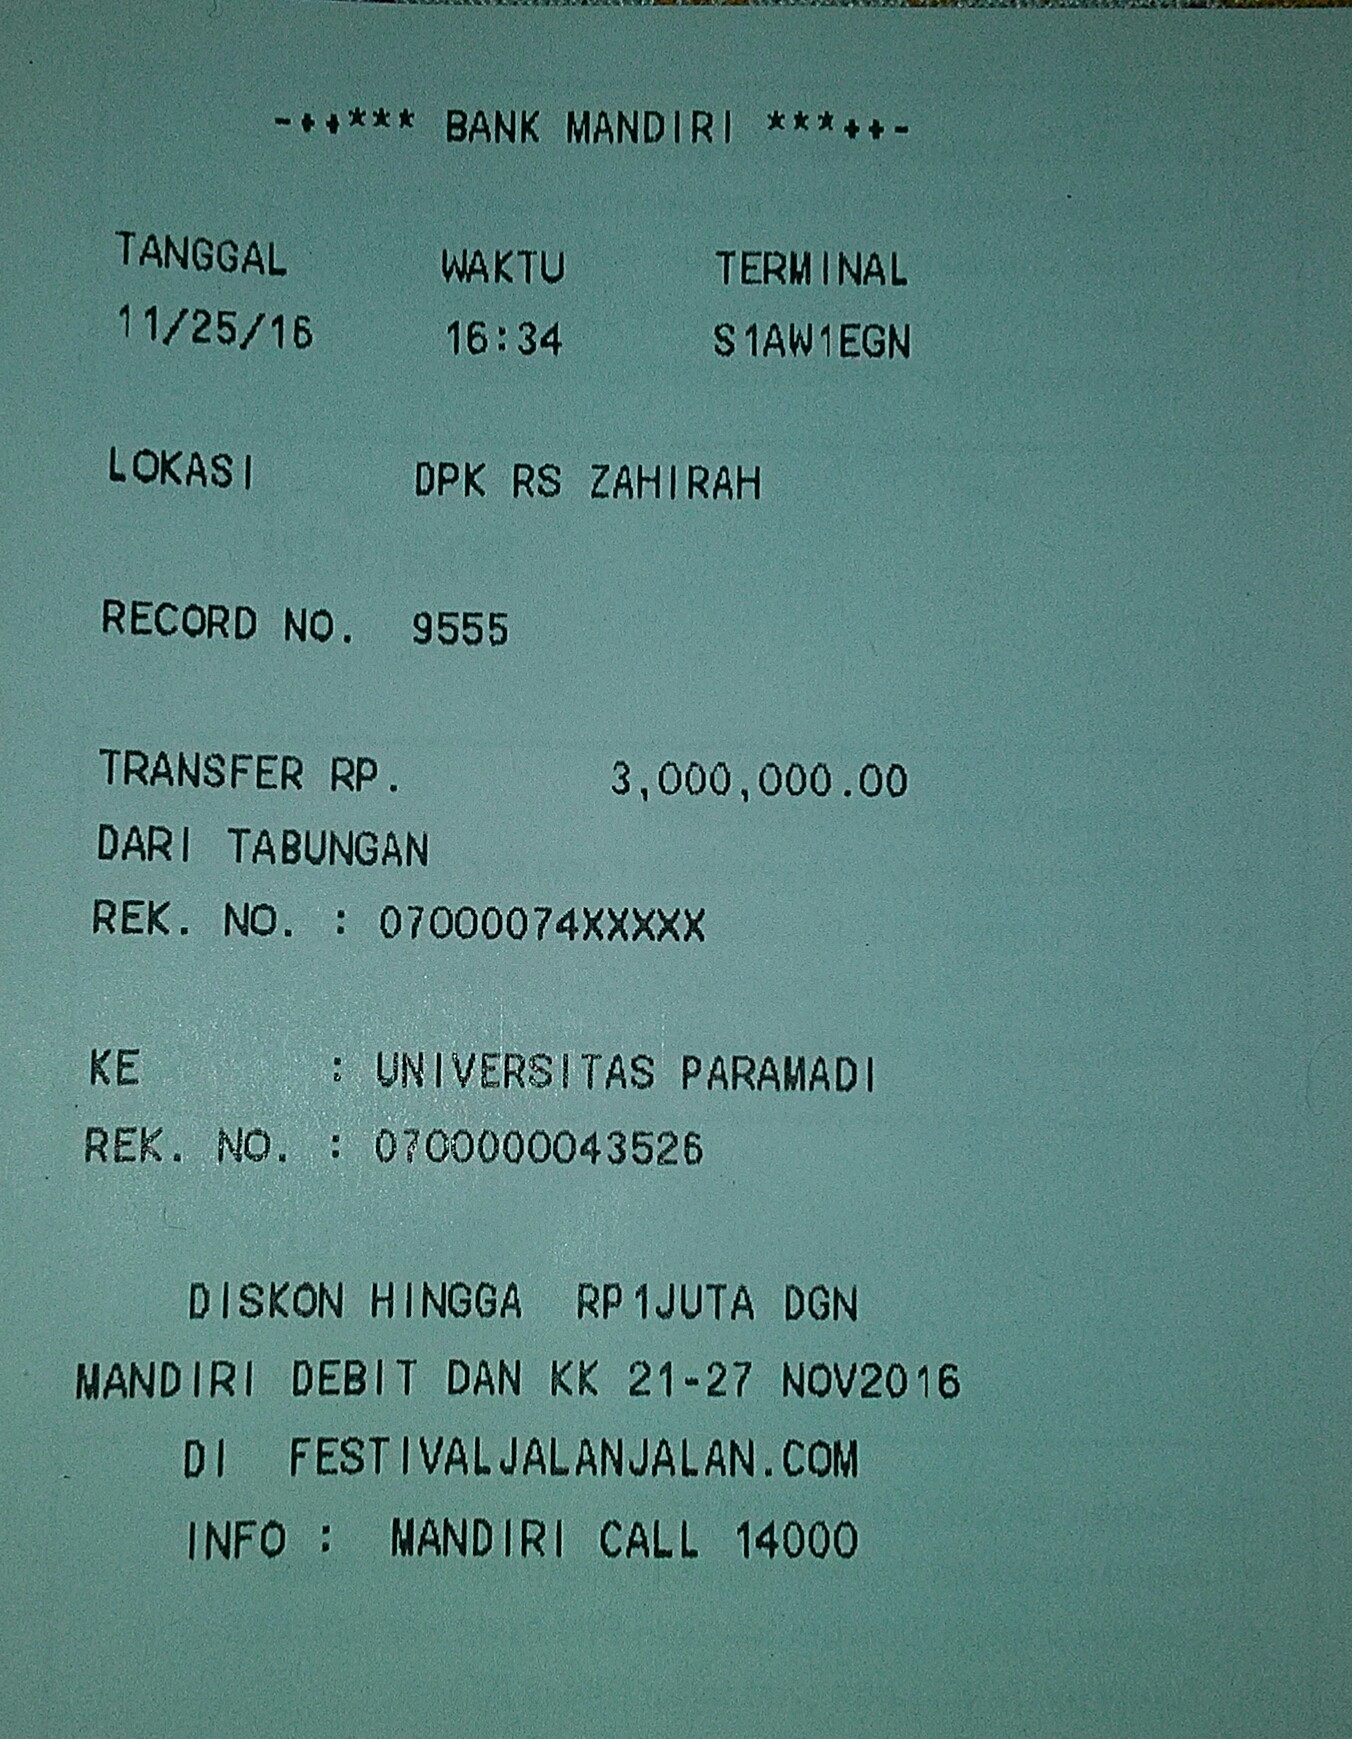 -++*** BANK MANDIRI ***++-
TANGGAL WAKTU TERMINAL
11/25/16 16:34 S1AW1EGN
LOKASI DPK RS ZAHIRAH
RECORD NO. 9555
TRANSFER RP. 3,000,000.00
DARI TABUNGAN
REK. NO. : 07000074XXXXX
KE : UNIVERSITAS PARAMADI
REK. NO. : 0700000043526
DISKON HINGGA RP1JUTA DGN
MANDIRI DEBIT DAN KK 21-27 NOV2016
DI FESTIVALJALANJALAN.COM
INFO : MANDIRI CALL 14000